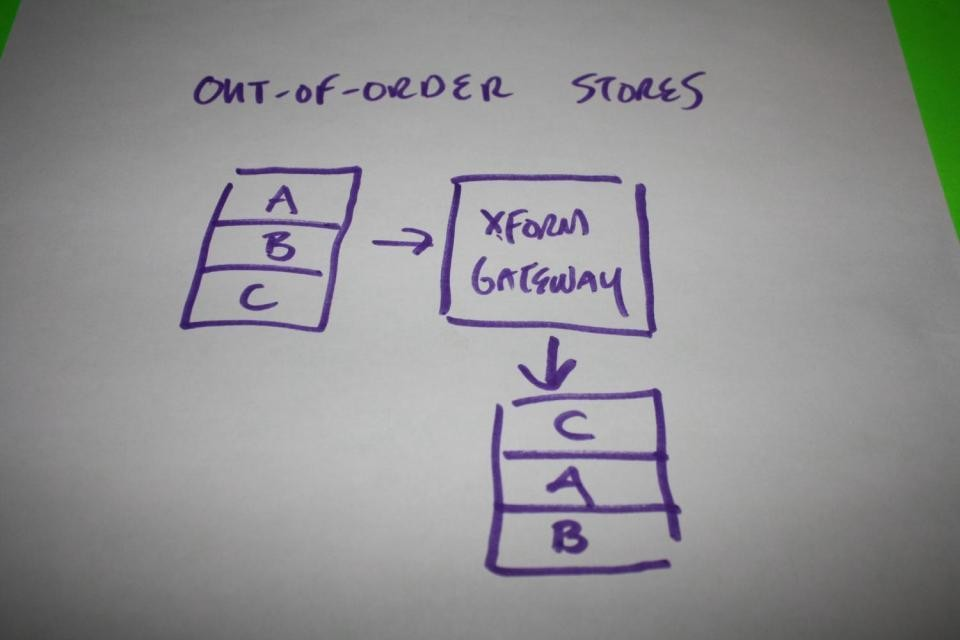 OUT-OF-ORDER STORES
A
B
C
XFORM
GATEWAY
C
A
B